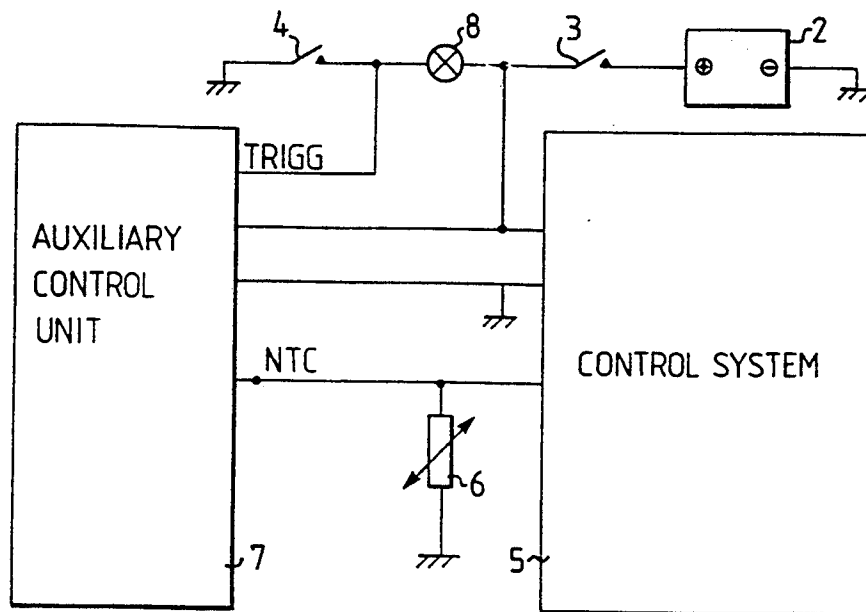 4
8
3
2
⊕ ⊖
TRIGG
AUXILIARY
CONTROL
UNIT
NTC
CONTROL SYSTEM
6
7
5